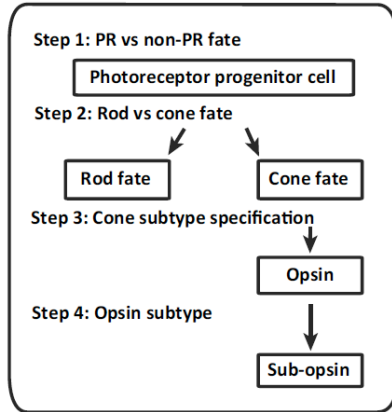 Step 1: PR vs non-PR fate
Photoreceptor progenitor cell
Step 2: Rod vs cone fate
Rod fate
Cone fate
Step 3: Cone subtype specification
Opsin
Step 4: Opsin subtype
Sub-opsin